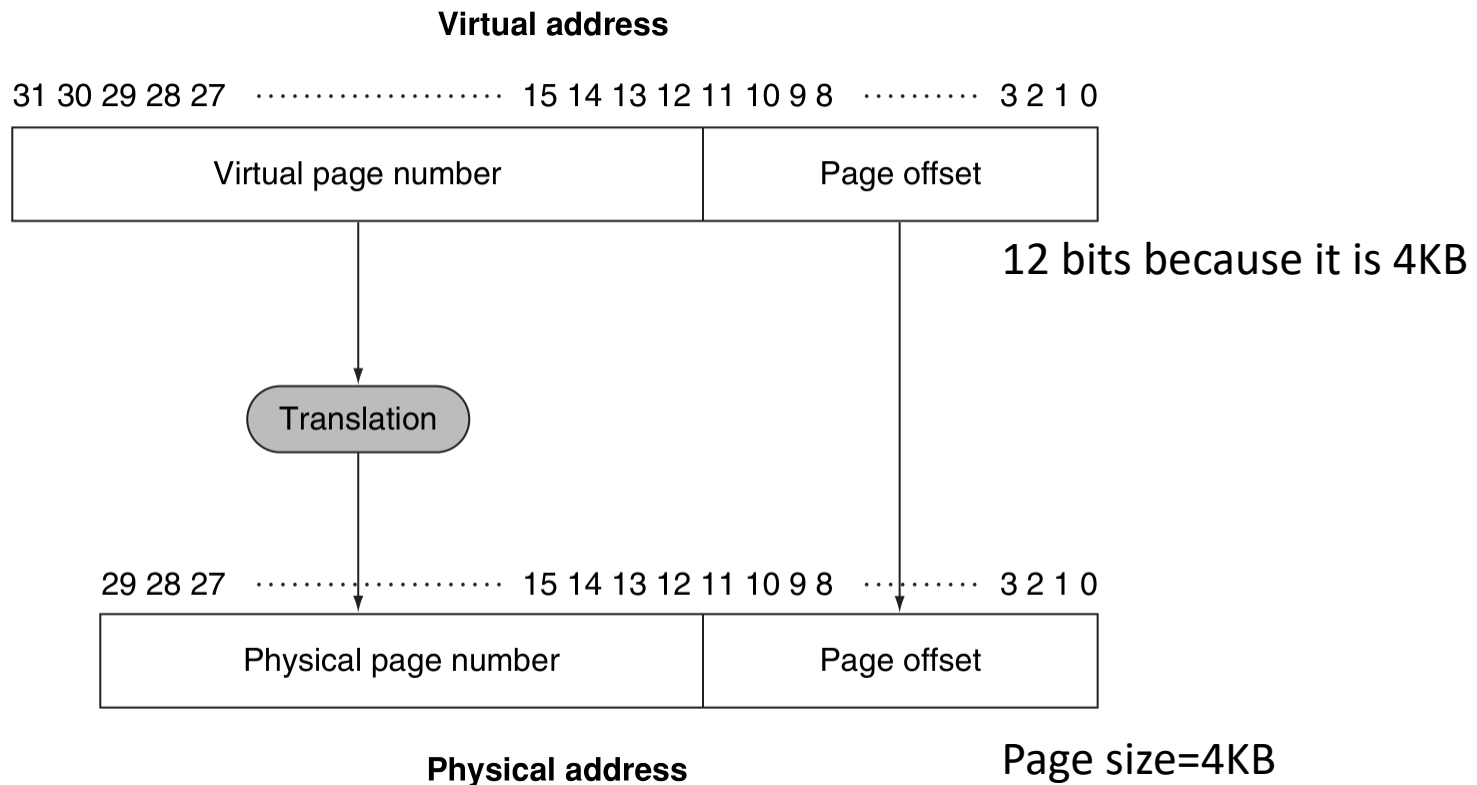 Virtual address
31 30 29 28 27 ···················· 15 14 13 12 11 10 9 8 ·········· 3 2 1 0
Virtual page number Page offset
12 bits because it is 4KB
Translation
29 28 27 ···················· 15 14 13 12 11 10 9 8 ·········· 3 2 1 0
Physical page number Page offset
Physical address Page size=4KB